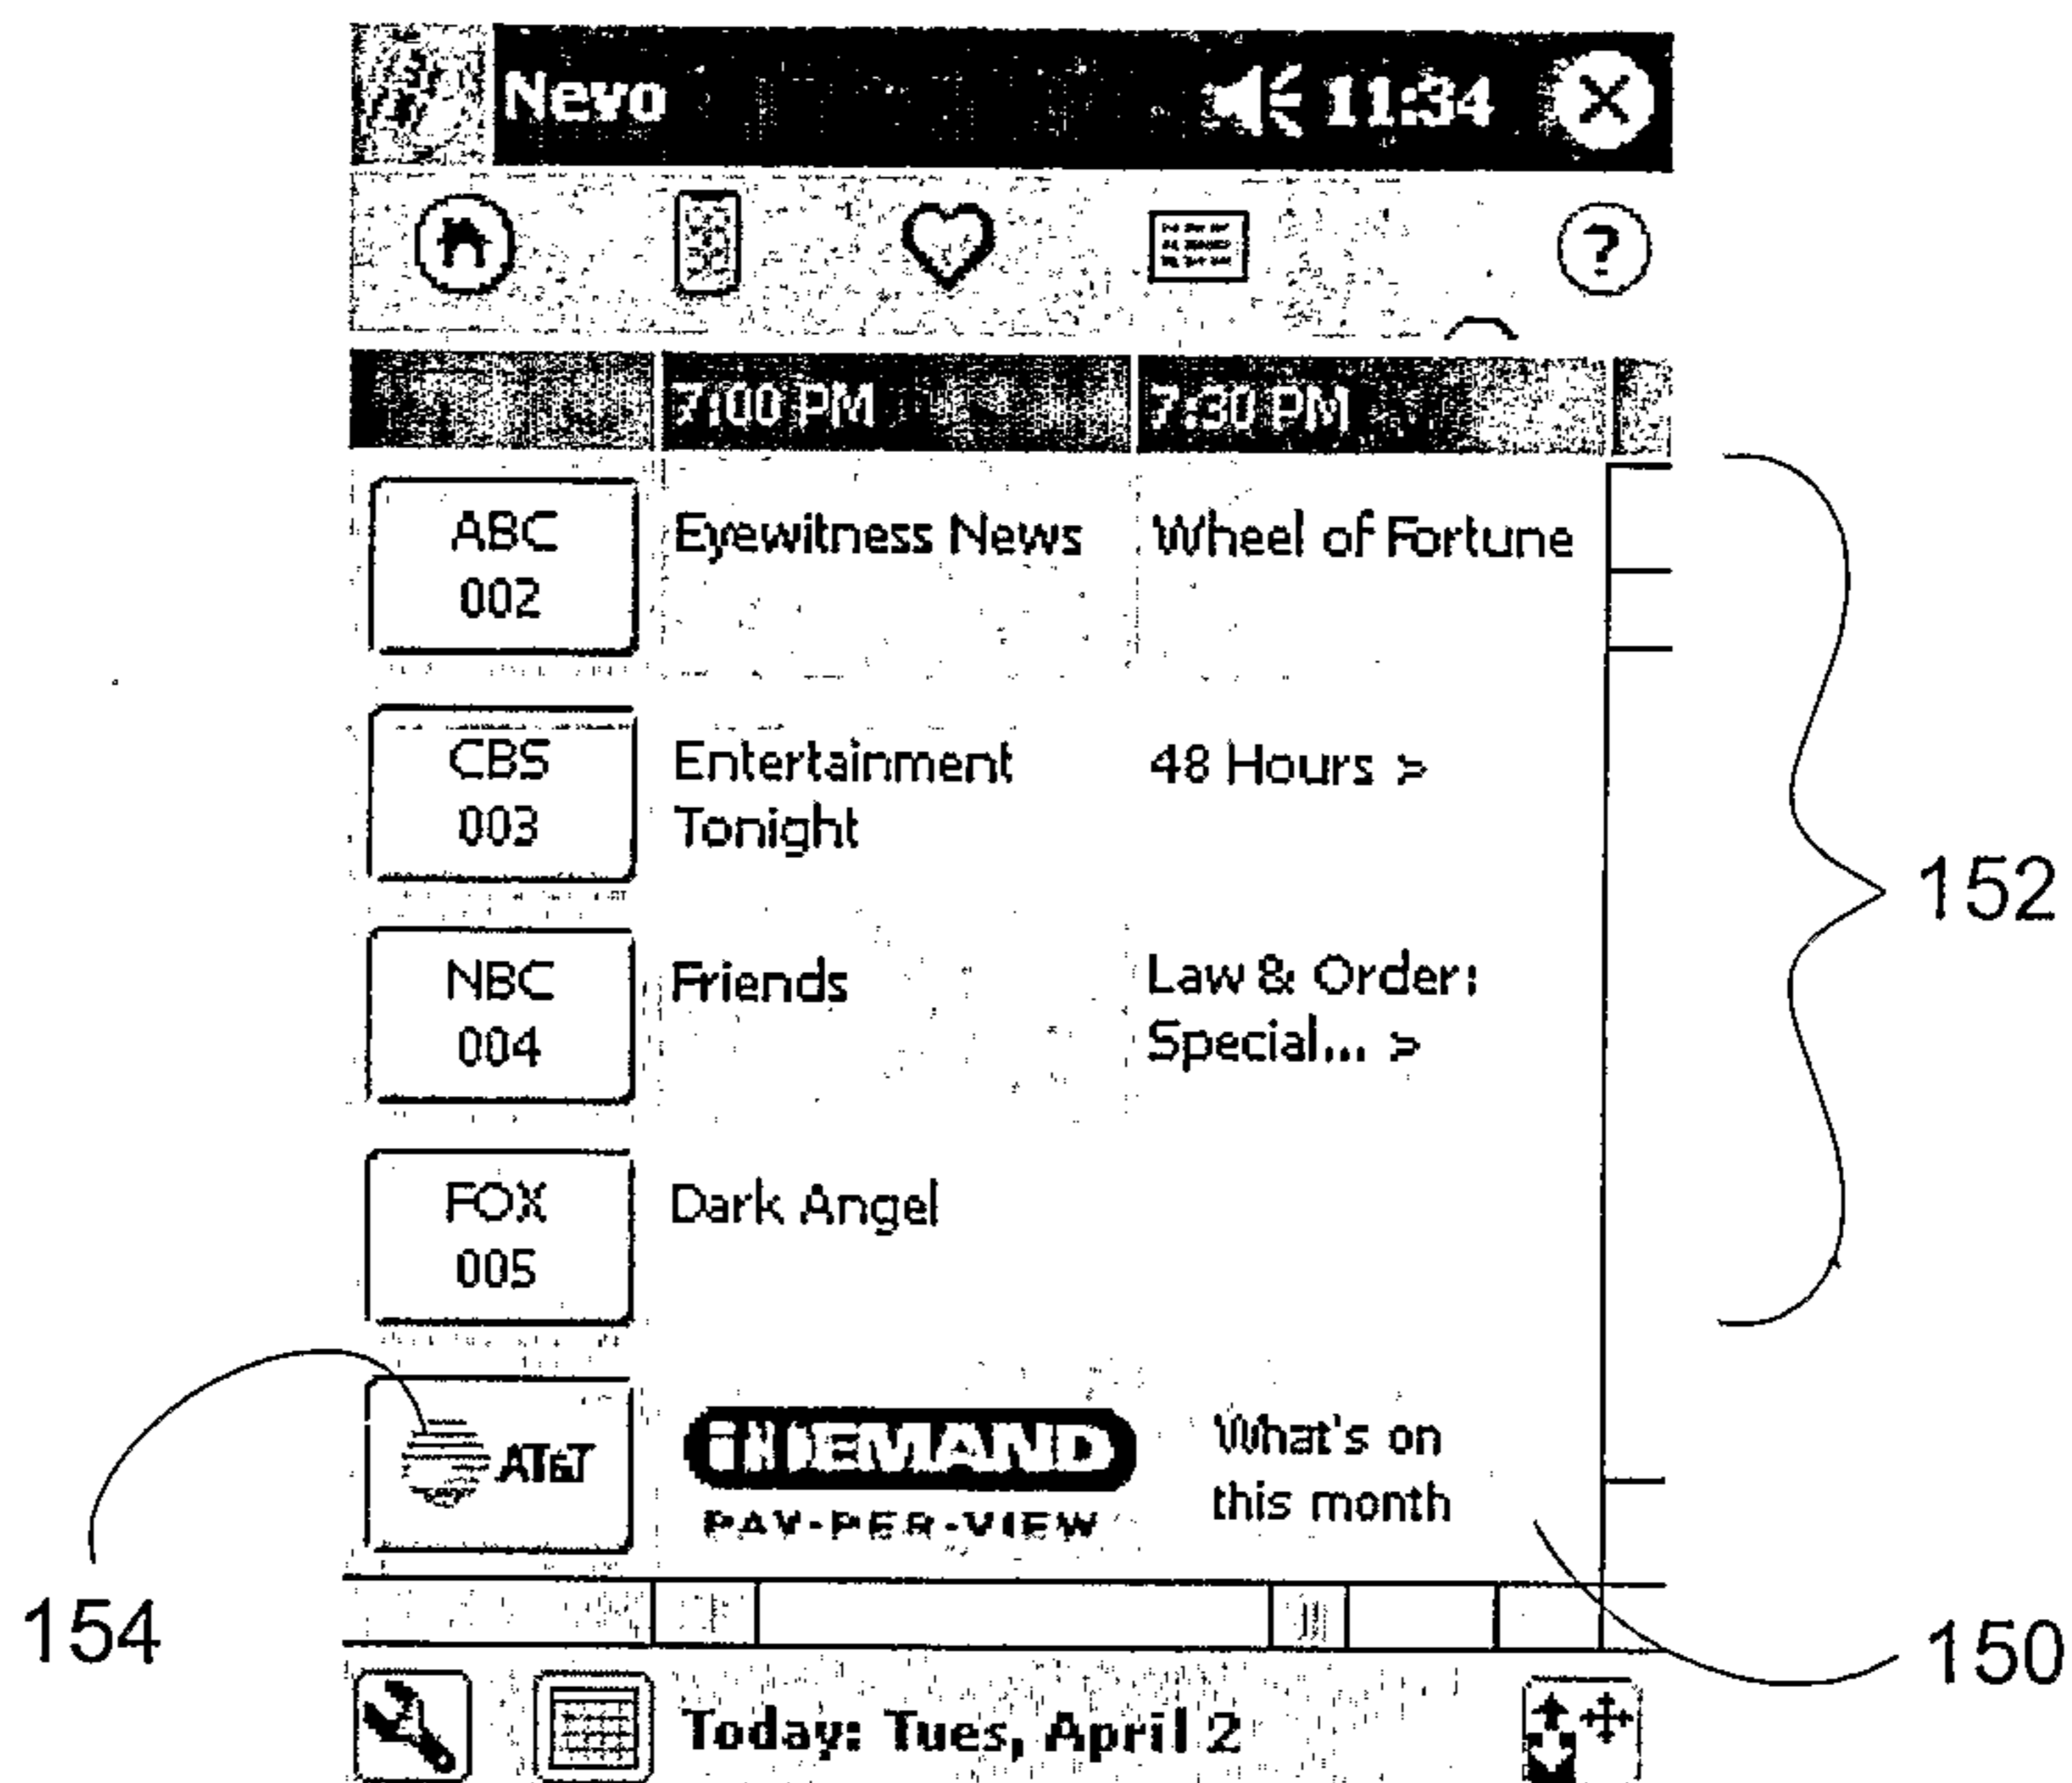 Nevo 11:34
?
7:00 PM 7:30 PM
ABC
002
Eyewitness News Wheel of Fortune
CBS
003
Entertainment
Tonight
48 Hours >
NBC
004
Friends
Law & Order:
Special... >
FOX
005
Dark Angel
AT&T
iNDEMAND
PAY-PER-VIEW
What's on
this month
Today: Tues, April 2
152
154
150